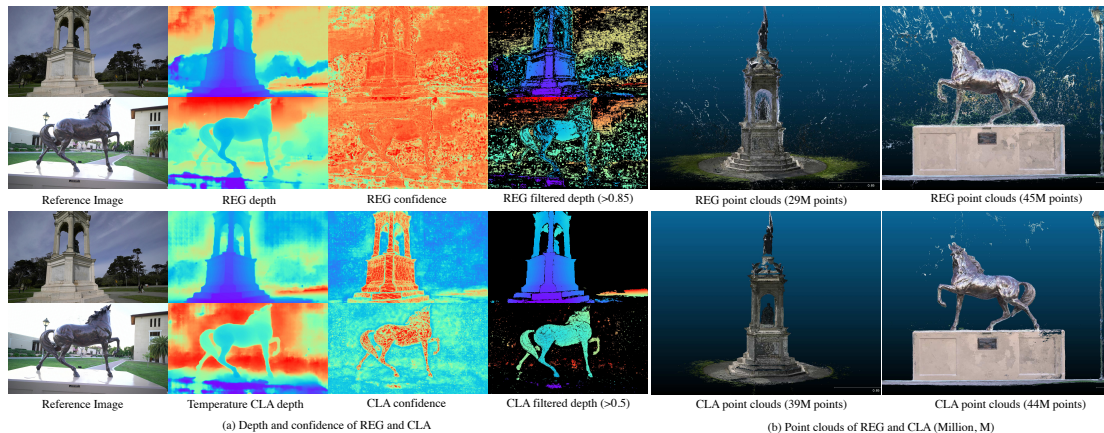 Reference Image REG depth REG confidence REG filtered depth (>0.85) REG point clouds (29M points) REG point clouds (45M points)
Reference Image Temperature CLA depth CLA confidence CLA filtered depth (>0.5) CLA point clouds (39M points) CLA point clouds (44M points)
(a) Depth and confidence of REG and CLA (b) Point clouds of REG and CLA (Million, M)